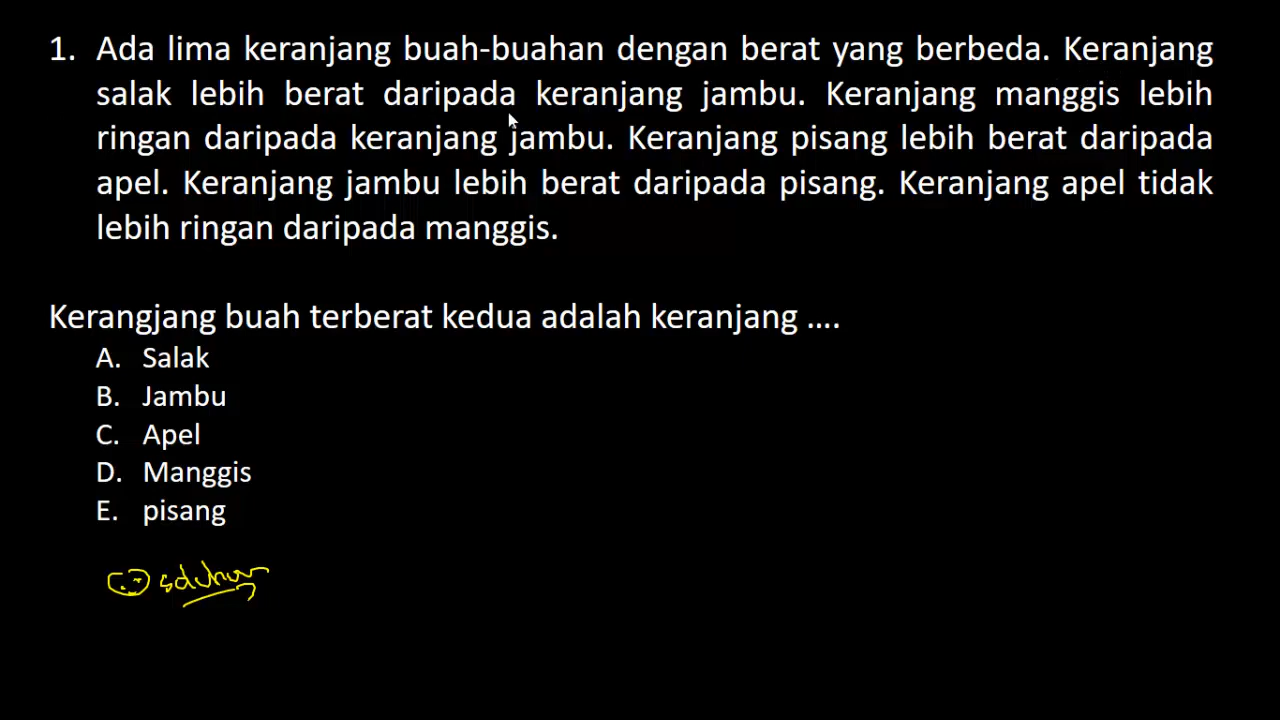 1. Ada lima keranjang buah-buahan dengan berat yang berbeda. Keranjang
salak lebih berat daripada keranjang jambu. Keranjang manggis lebih
ringan daripada keranjang jambu. Keranjang pisang lebih berat daripada
apel. Keranjang jambu lebih berat daripada pisang. Keranjang apel tidak
lebih ringan daripada manggis.
Kerangjang buah terberat kedua adalah keranjang ....
A. Salak
B. Jambu
C. Apel
D. Manggis
E. pisang